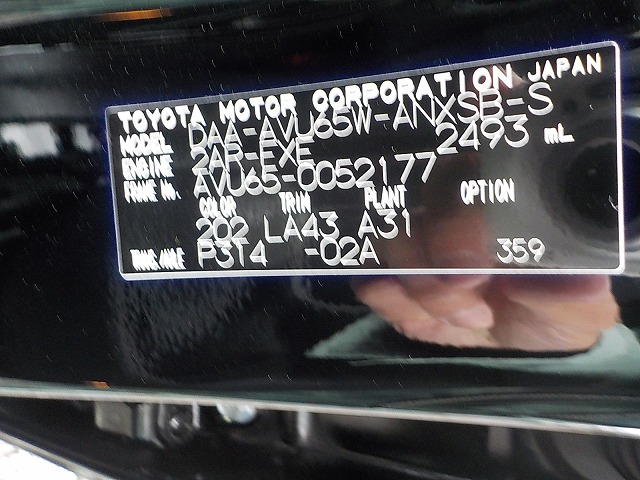 TOYOTA MOTOR CORPORATION JAPAN
MODEL DAA-AVU65W-ANXSB-S
ENGINE 2AR-FXE 2493 mL
FRAME No. AVU65-0052177
COLOR TRIM PLANT OPTION
202 LA43 A31
TRANS./AXLE P314 -02A 359